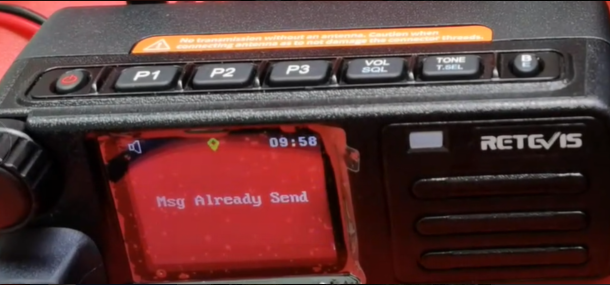 No transmission without an antenna. Caution when
connecting antenna as to not damage the connector threads
P1
P2
P3
VOL
SQL
TONE
T.SEL
B
E
RETEVIS
09:58
Msg Already Send